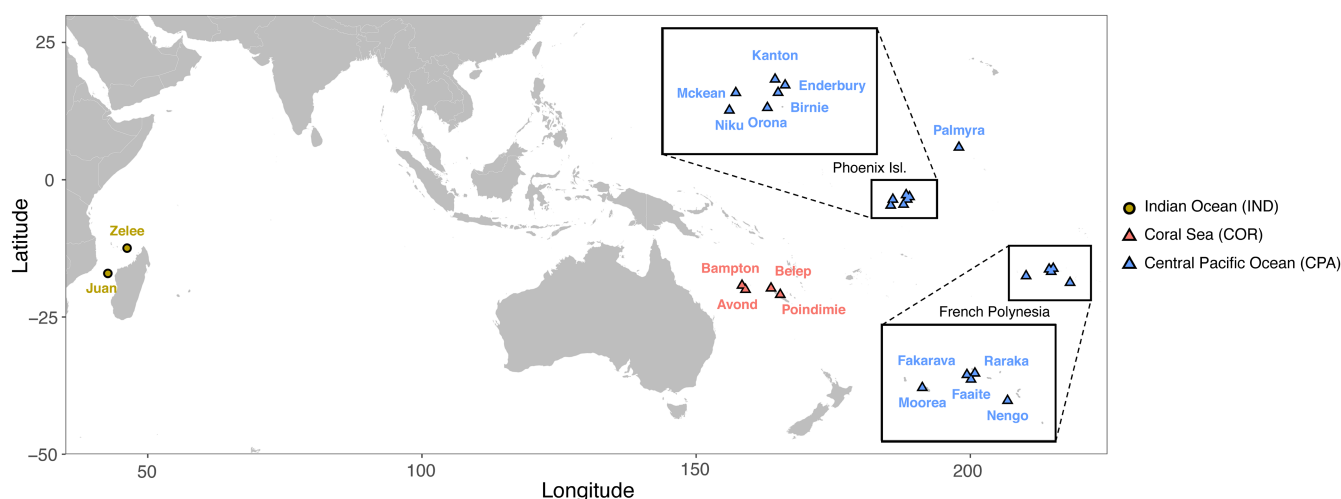 25
0
−25
−50
Latitude
50
100
150
200
Longitude
Zelee
Juan
Bampton
Belep
Avond
Poindimie
Kanton
Mckean
Enderbury
Birnie
Niku
Orona
Palmyra
Phoenix Isl.
French Polynesia
Fakarava
Raraka
Moorea
Faaite
Nengo
Indian Ocean (IND)
Coral Sea (COR)
Central Pacific Ocean (CPA)